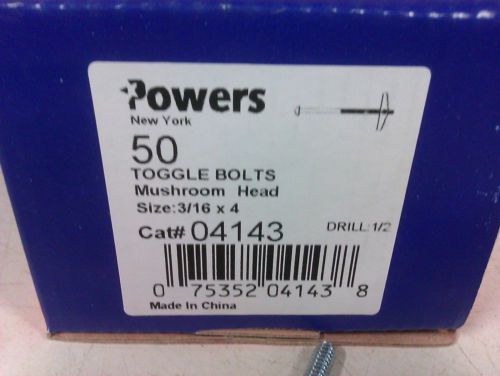 Powers
New York
50
TOGGLE BOLTS
Mushroom Head
Size:3/16 x 4
Cat# 04143
DRILL:1/2
0 75352 04143 8
Made In China